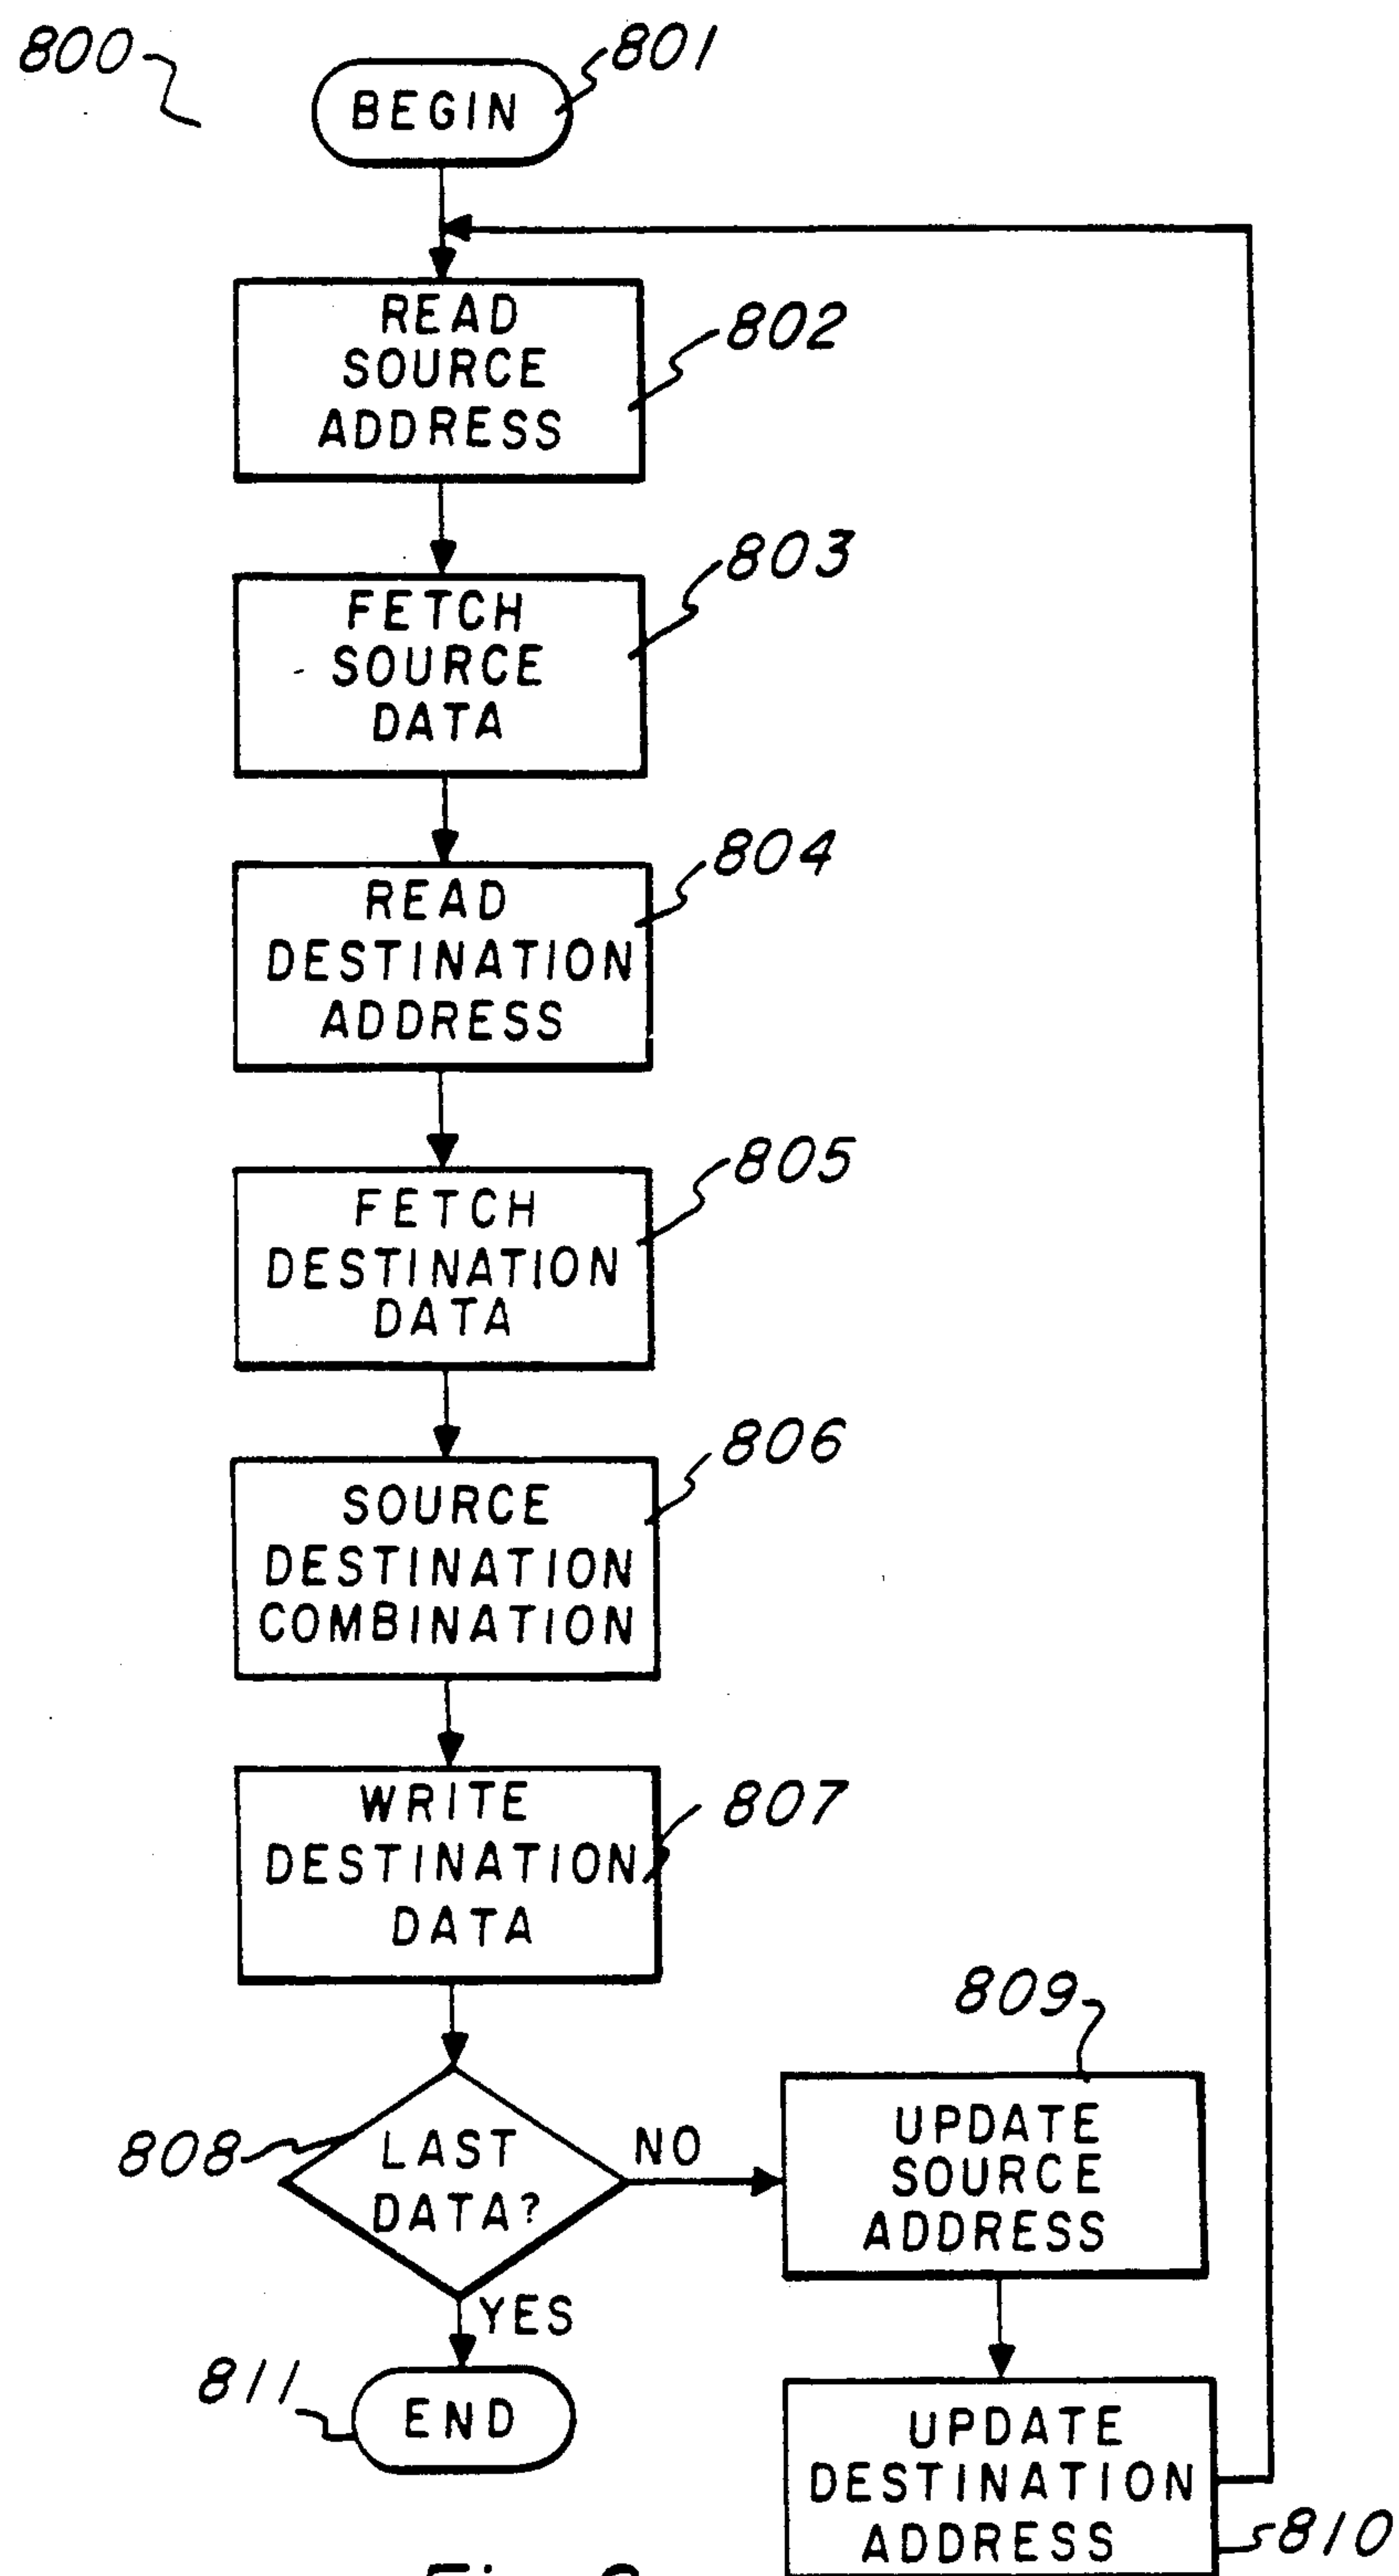 800
BEGIN
801
READ
SOURCE
ADDRESS
802
FETCH
SOURCE
DATA
803
READ
DESTINATION
ADDRESS
804
FETCH
DESTINATION
DATA
805
SOURCE
DESTINATION
COMBINATION
806
WRITE
DESTINATION
DATA
807
LAST
DATA?
808
NO
YES
809
UPDATE
SOURCE
ADDRESS
UPDATE
DESTINATION
ADDRESS
810
811
END